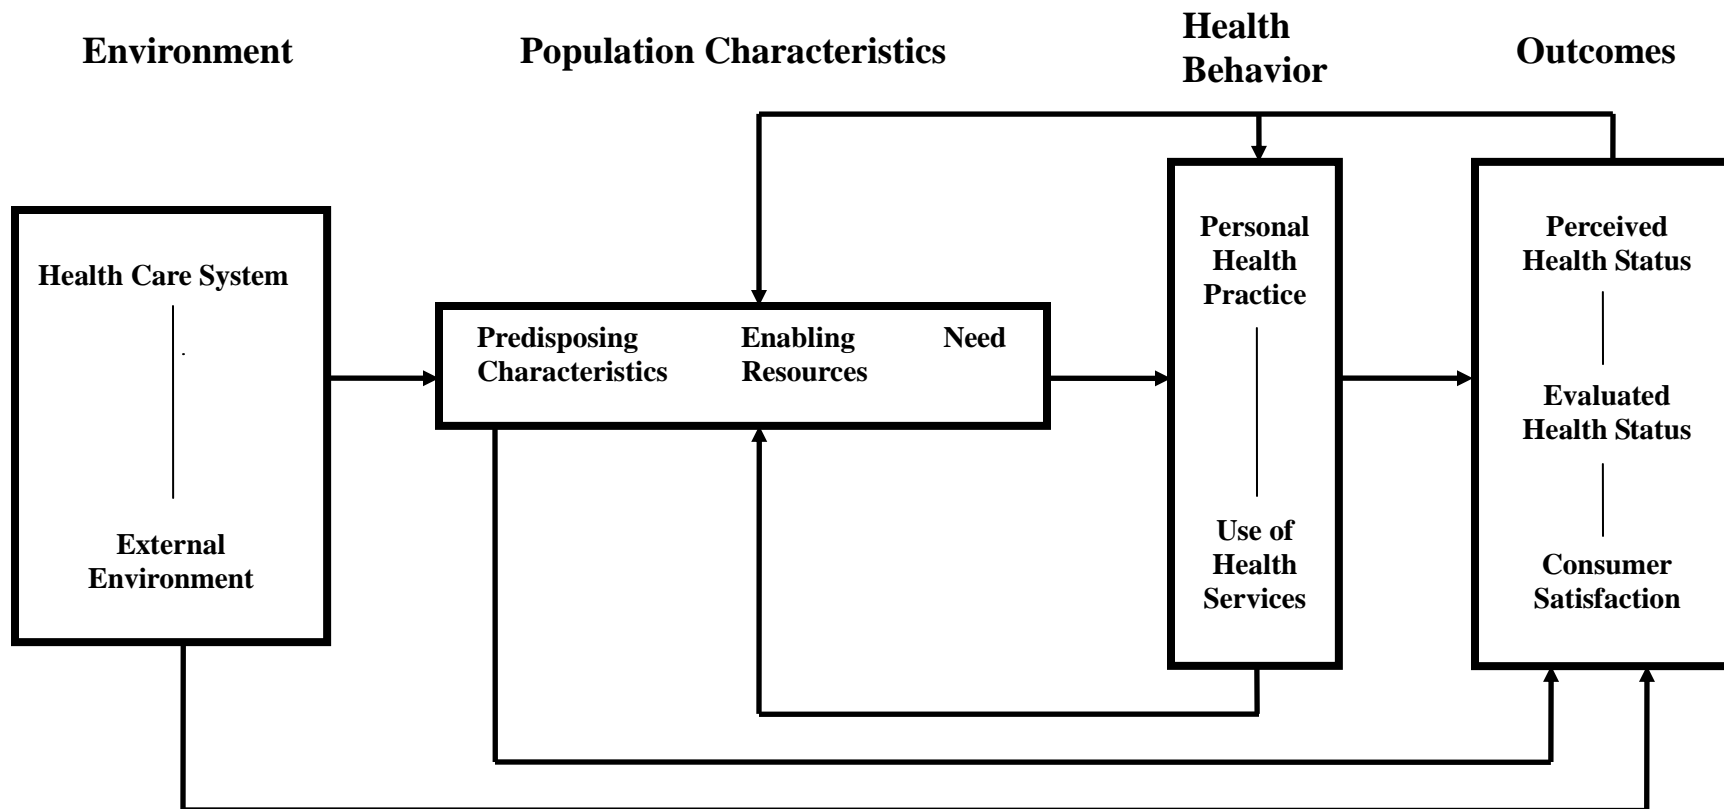 Environment
Population Characteristics
Health
Behavior
Outcomes
Health Care System
External
Environment
Predisposing
Characteristics
Enabling
Resources
Need
Personal
Health
Practice
Use of
Health
Services
Perceived
Health Status
Evaluated
Health Status
Consumer
Satisfaction